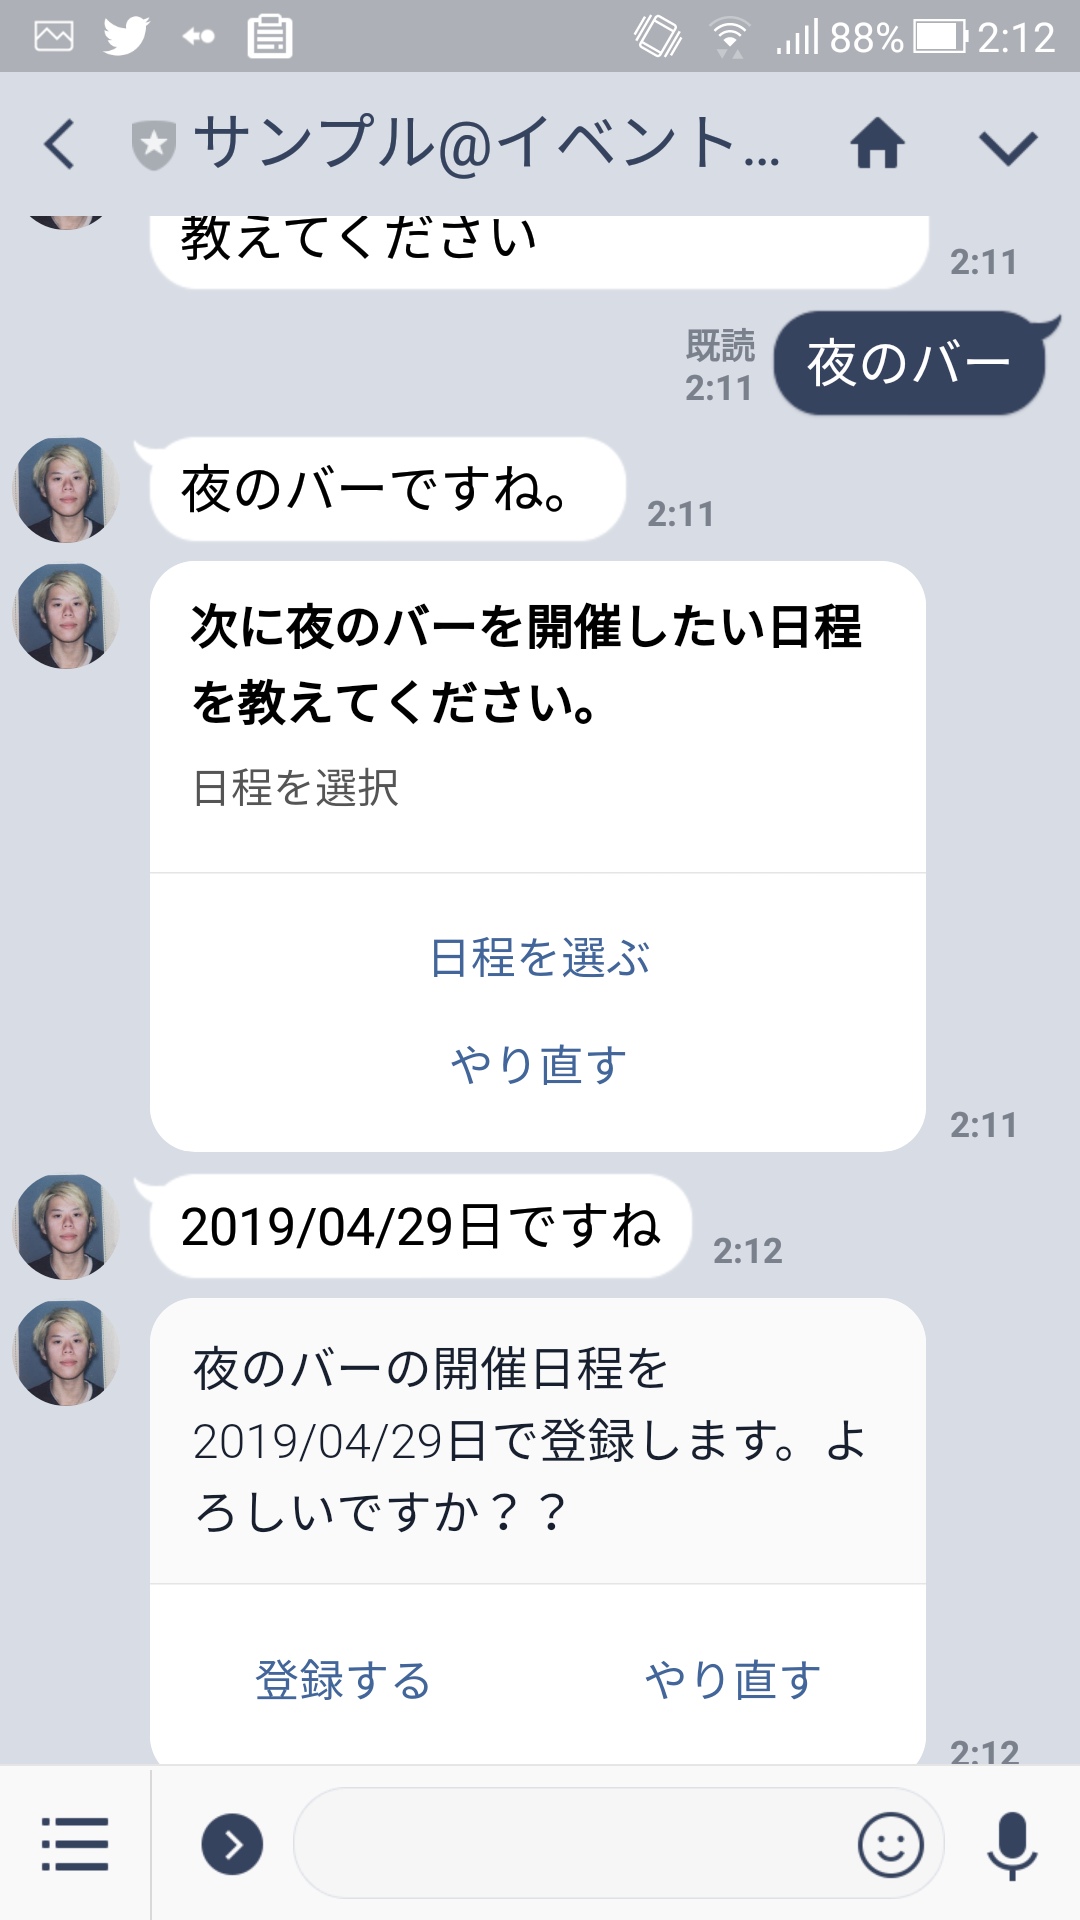 88% 2:12
サンプル@イベント...
教えてください
2:11
既読
2:11
夜のバー
夜のバーですね。
2:11
次に夜のバーを開催したい日程
を教えてください。
日程を選択
日程を選ぶ
やり直す
2:11
2019/04/29日ですね
2:12
夜のバーの開催日程を
2019/04/29日で登録します。よ
ろしいですか？？
登録する やり直す
2:12